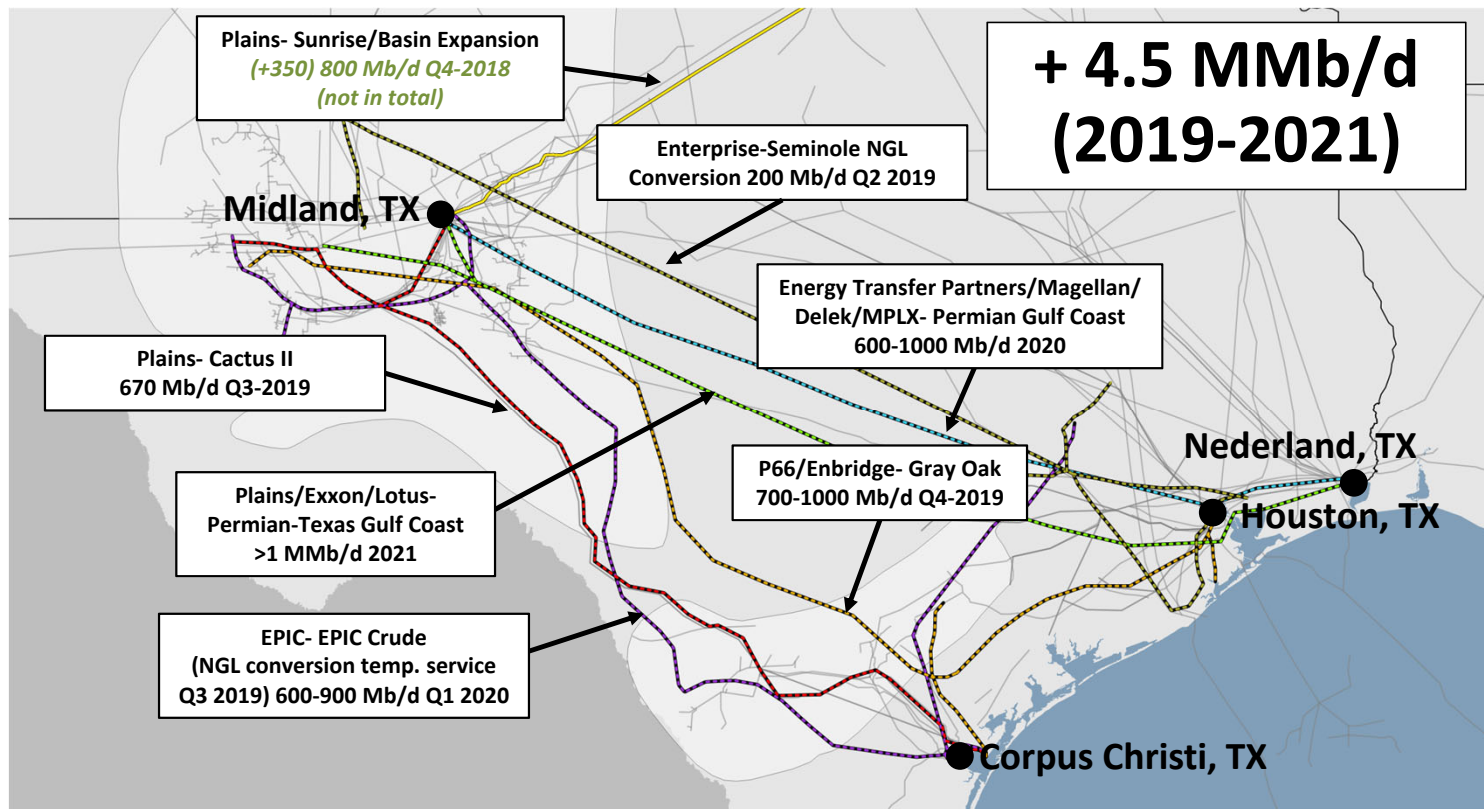 Plains- Sunrise/Basin Expansion
(+350) 800 Mb/d Q4-2018
(not in total)
+ 4.5 MMb/d
(2019-2021)
Enterprise-Seminole NGL
Conversion 200 Mb/d Q2 2019
Midland, TX
Energy Transfer Partners/Magellan/
Delek/MPLX- Permian Gulf Coast
600-1000 Mb/d 2020
Plains- Cactus II
670 Mb/d Q3-2019
Nederland, TX
P66/Enbridge- Gray Oak
700-1000 Mb/d Q4-2019
Houston, TX
Plains/Exxon/Lotus-
Permian-Texas Gulf Coast
>1 MMb/d 2021
EPIC- EPIC Crude
(NGL conversion temp. service
Q3 2019) 600-900 Mb/d Q1 2020
Corpus Christi, TX